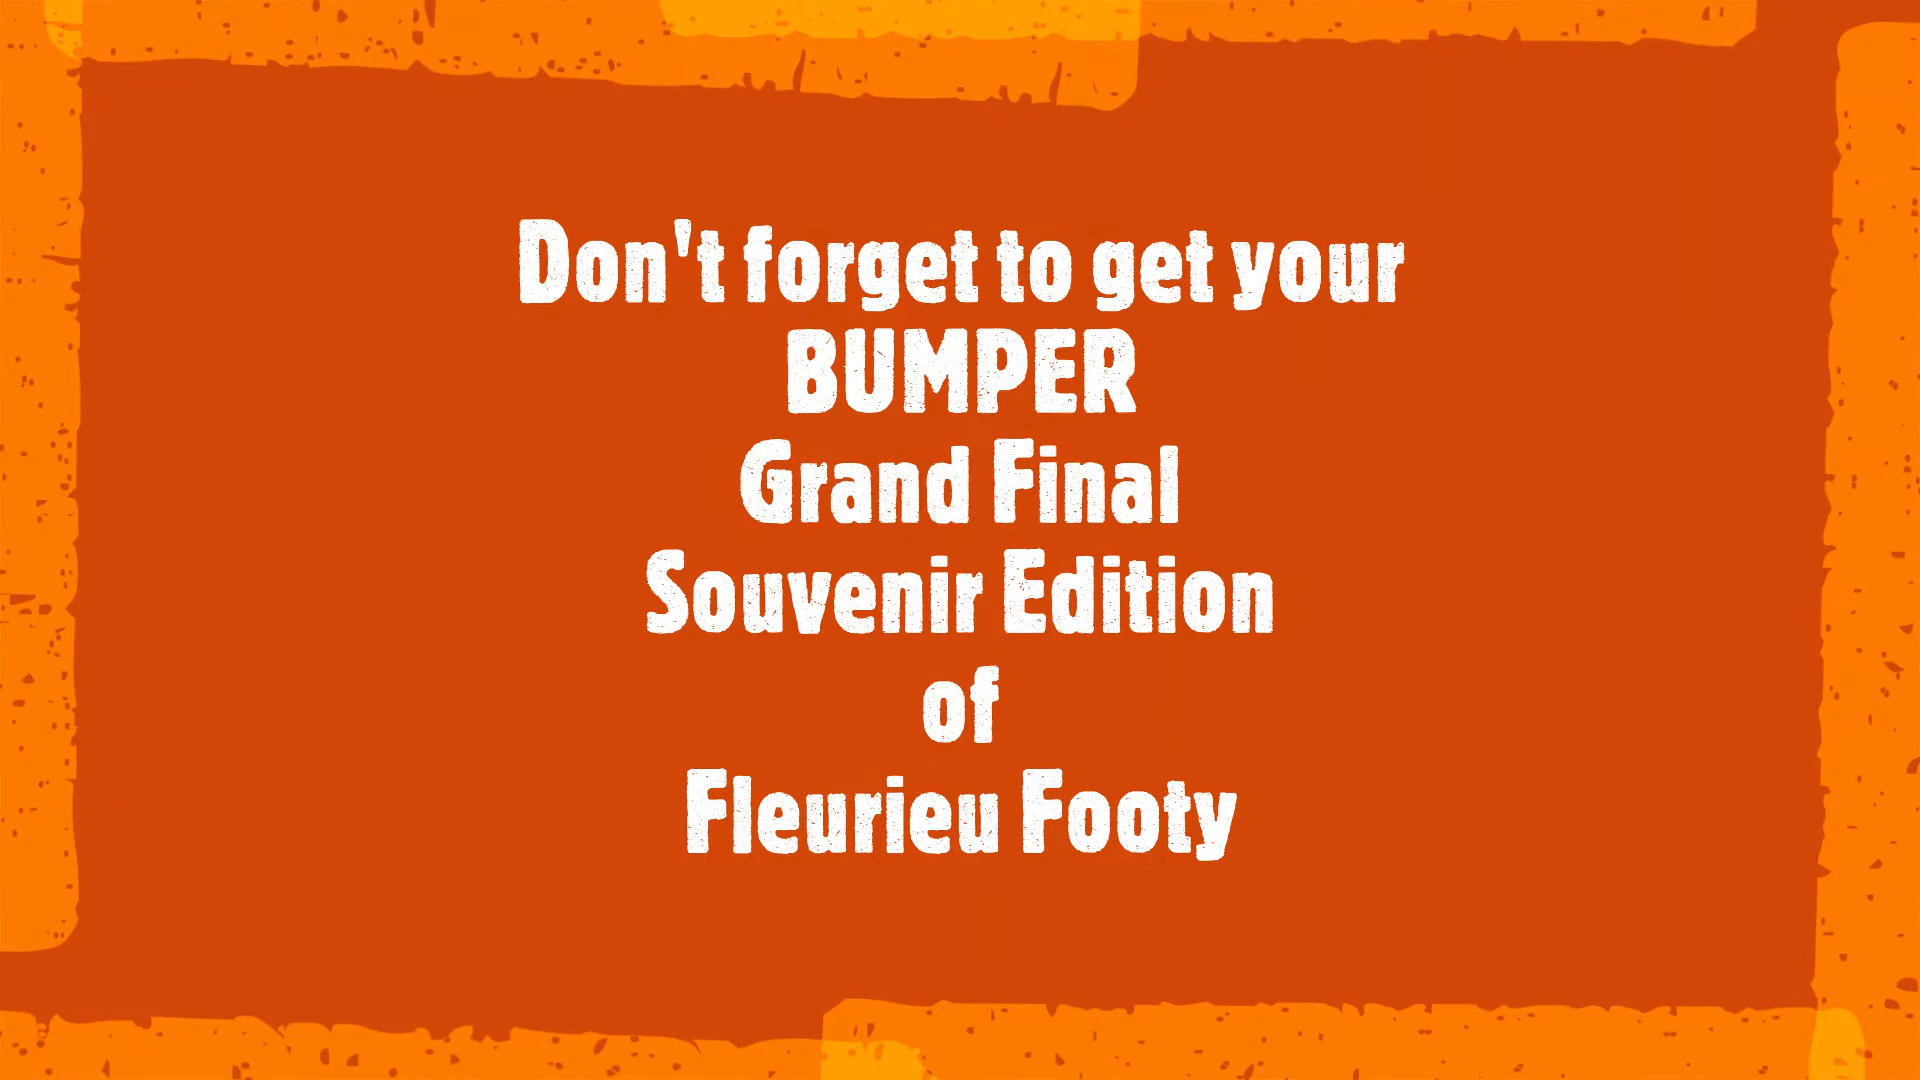 Don't forget to get your
BUMPER
Grand Final
Souvenir Edition
of
Fleurieu Footy